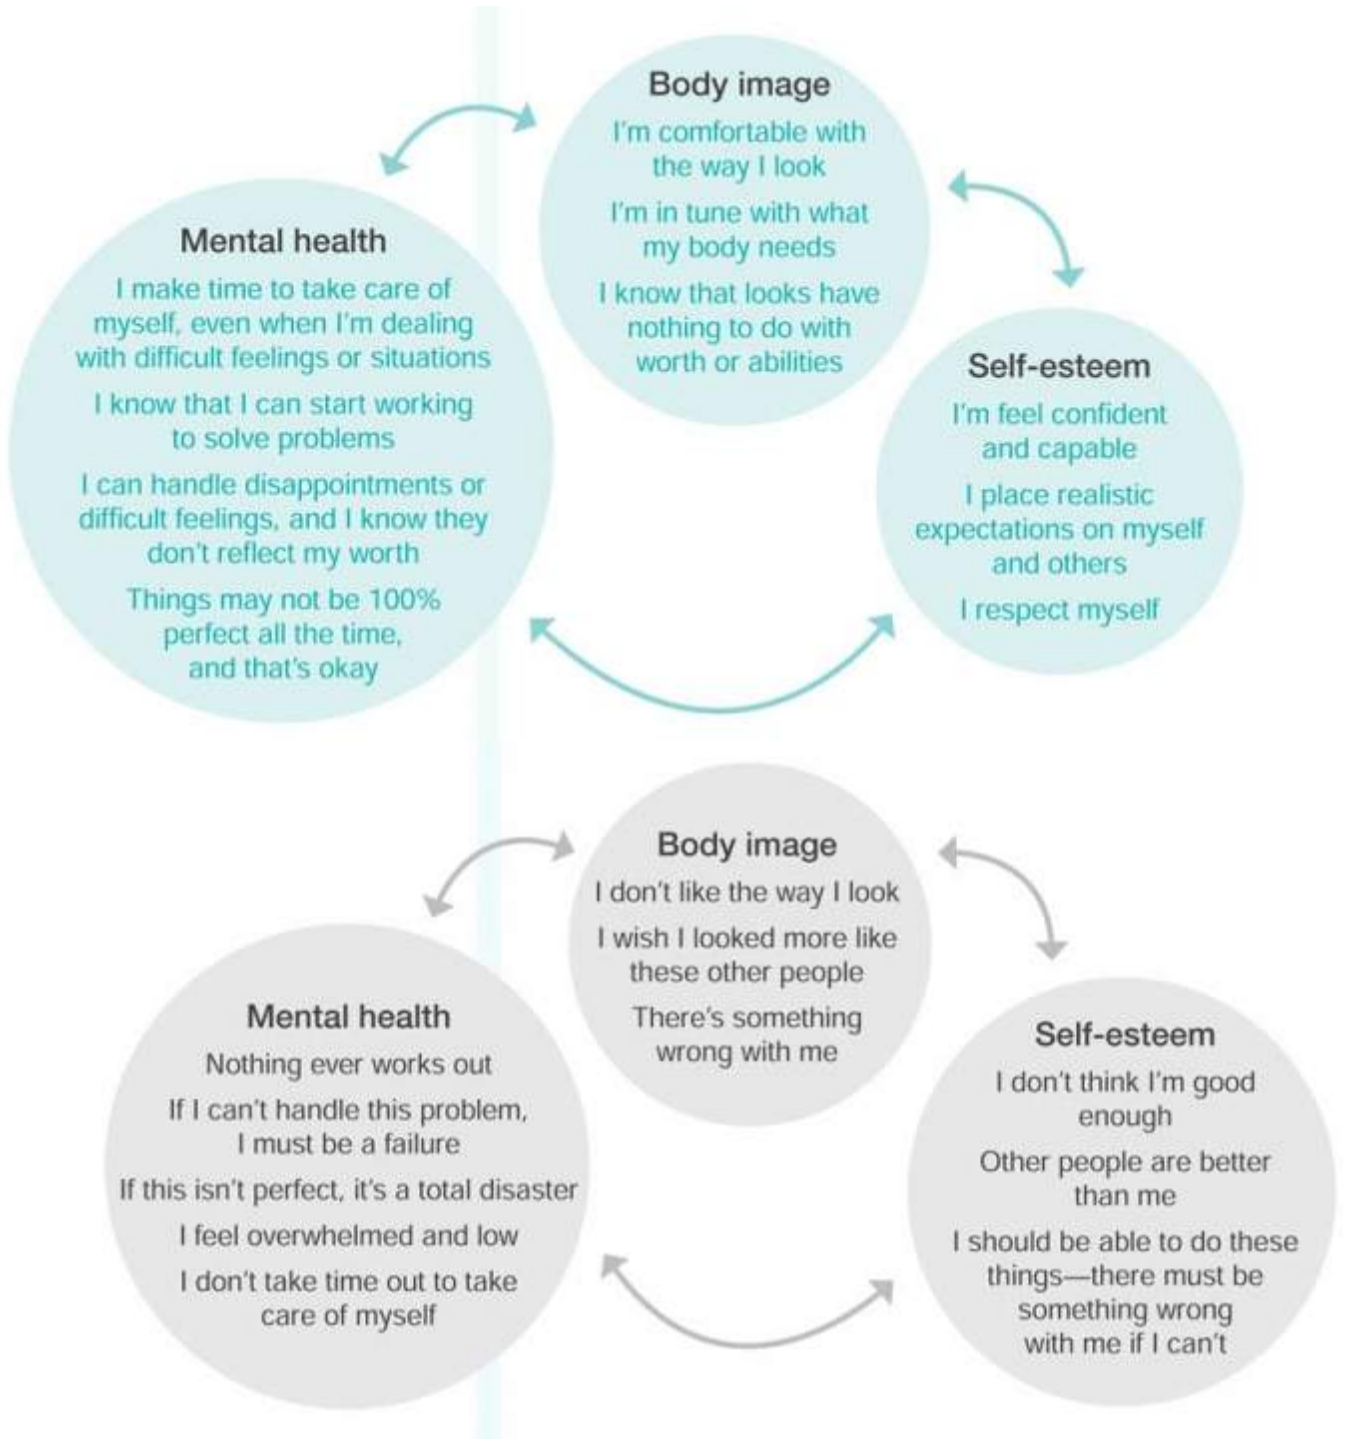 Body image
I'm comfortable with
the way I look
I'm in tune with what
my body needs
I know that looks have
nothing to do with
worth or abilities
Mental health
I make time to take care of
myself, even when I'm dealing
with difficult feelings or situations
I know that I can start working
to solve problems
I can handle disappointments or
difficult feelings, and I know they
don't reflect my worth
Things may not be 100%
perfect all the time,
and that's okay
Self-esteem
I'm feel confident
and capable
I place realistic
expectations on myself
and others
I respect myself
Body image
I don't like the way I look
I wish I looked more like
these other people
There's something
wrong with me
Mental health
Nothing ever works out
If I can't handle this problem,
I must be a failure
If this isn't perfect, it's a total disaster
I feel overwhelmed and low
I don't take time out to take
care of myself
Self-esteem
I don't think I'm good
enough
Other people are better
than me
I should be able to do these
things—there must be
something wrong
with me if I can't